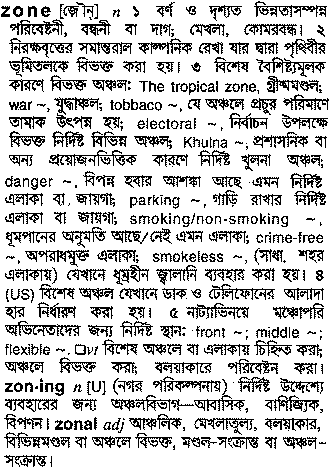 zone [জ়োন্] n ১ বর্ণ ও দৃশ্যত ভিন্নতাসম্পন্ন
পরিবেষ্টনী, বন্ধনী বা দাগ; মেখলা, কোমরবন্ধ। ২
নিরক্ষবৃত্তের সমান্তরাল কাল্পনিক রেখা যার দ্বারা পৃথিবীর
ভূমিতলকে বিভক্ত করা হয়। ৩ বিশেষ বৈশিষ্ট্যমূলক
কারণে বিভক্ত অঞ্চল: The tropical zone, গ্রীষ্মমণ্ডল;
war ~, যুদ্ধাঞ্চল; tobbaco ~, যে অঞ্চলে প্রচুর পরিমাণে
তামাক উৎপন্ন হয়; electoral ~, নির্বাচন উপলক্ষে
বিভক্ত নির্দিষ্ট বিভিন্ন অঞ্চল; Khulna ~, প্রশাসনিক বা
অন্য প্রয়োজনভিত্তিক কারণে নির্দিষ্ট খুলনা অঞ্চল;
danger ~, বিপন্ন হবার আশঙ্কা আছে এমন নির্দিষ্ট
এলাকা বা জায়গা; parking ~, গাড়ি রাখার নির্দিষ্ট
এলাকা বা জায়গা; smoking/non-smoking ~,
ধূমপানের অনুমতি আছে/নেই এমন এলাকা; crime-free
~, অপরাধমুক্ত এলাকা; smokeless ~, (সাধা. শহর
এলাকায়) যেখানে ধূম্রহীন জ্বালানি ব্যবহার করা হয়। ৪
(US) বিশেষ অঞ্চল যেখানে ডাক ও টেলিফোনের আলাদা
হার নির্ধারণ করা হয়। ৫ নাট্যাভিনয়ে মঞ্চোপরি
অভিনেতাদের জন্য নির্দিষ্ট স্থান: front ~; middle ~;
flexible ~. □vt বিশেষ অঞ্চলে বা এলাকায় চিহ্নিত করা;
অঞ্চলে বিভক্ত করা; বলয়াকারে পরিবেষ্টন করা।
zon-ing n [U] (নগর পরিকল্পনায়) নির্দিষ্ট উদ্দেশ্যে
ব্যবহারের জন্য অঞ্চলবিভাগ—আবাসিক, বাণিজ্যিক,
বিপণন। zonal adj আঞ্চলিক, মেখলাতুল্য, বলয়াকার,
বিভিন্নমণ্ডল বা অঞ্চলে বিভক্ত, মণ্ডল-সংক্রান্ত বা অঞ্চল-
সংক্রান্ত।